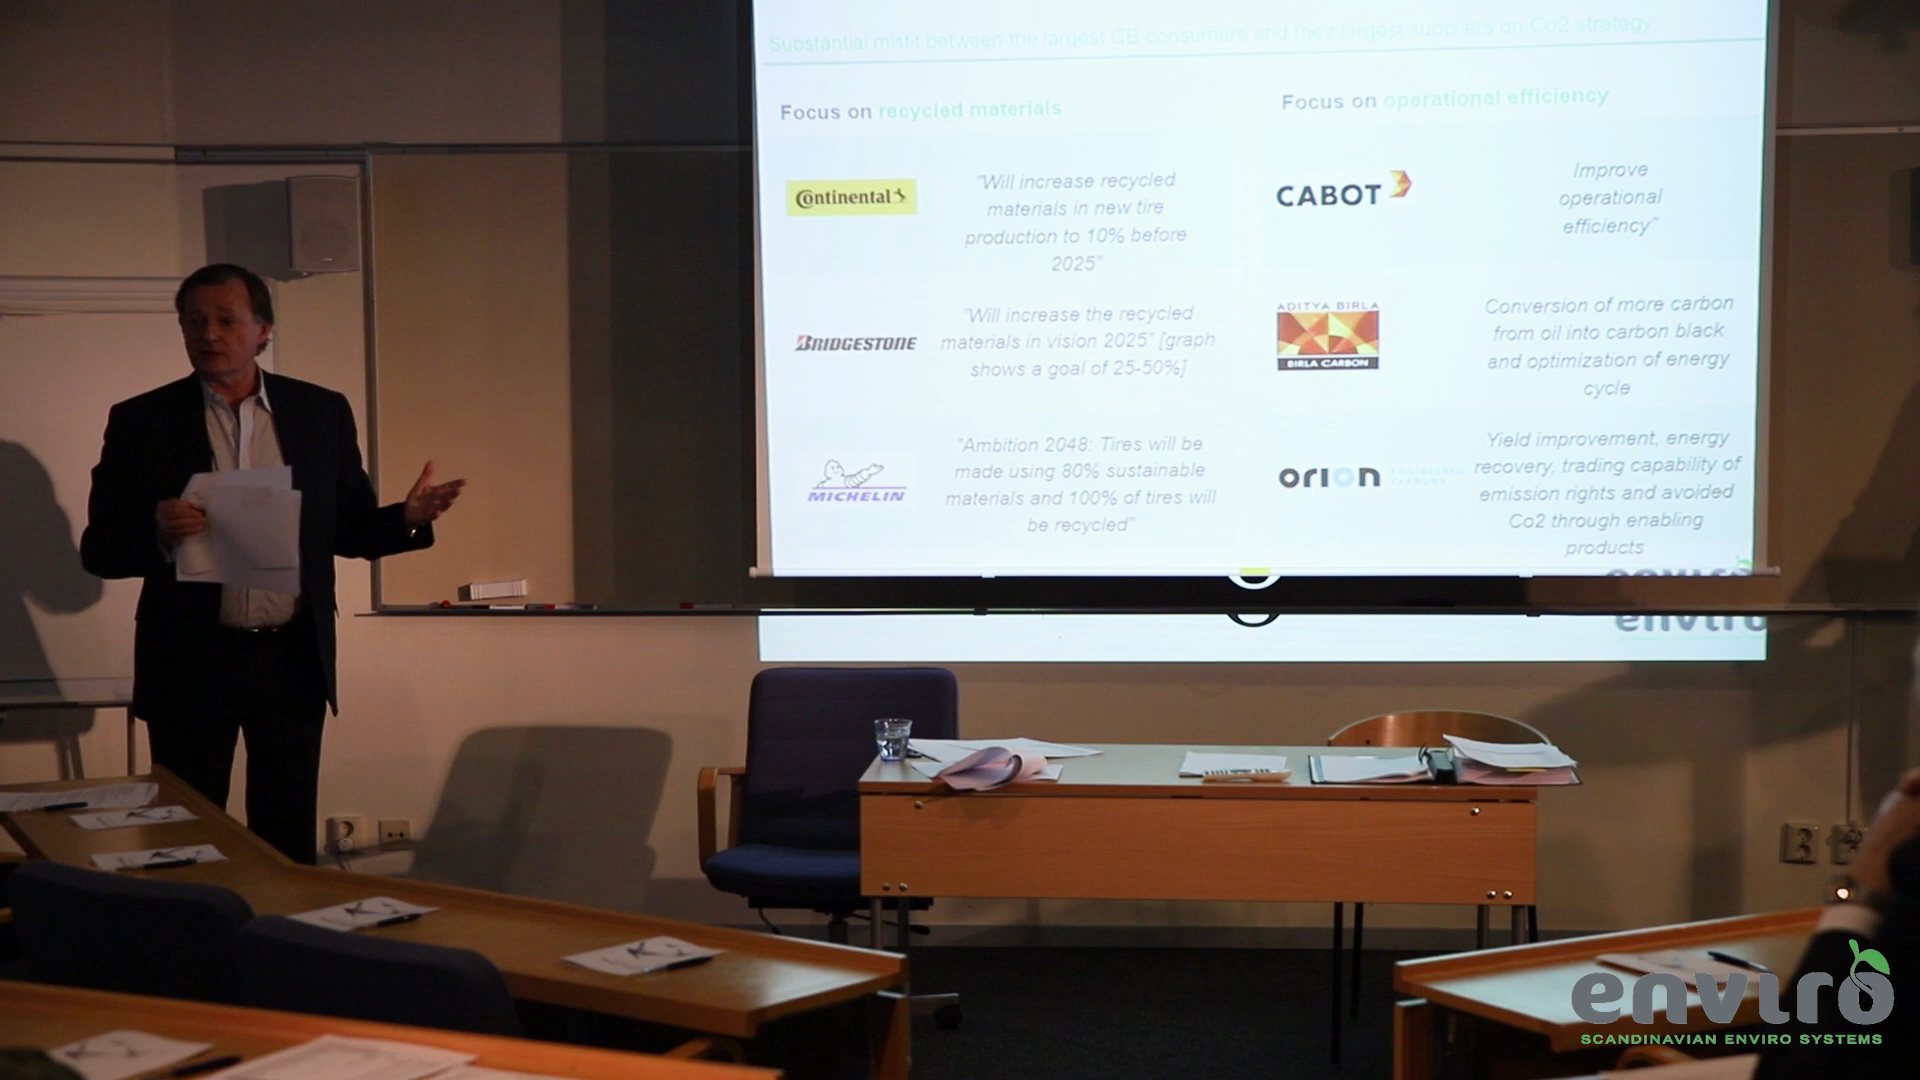 Substantial misfit between the largest CB consumers and their largest suppliers on Co2 strategy
Focus on recycled materials
Continental
"Will increase recycled
materials in new tire
production to 10% before
2025"
BRIDGESTONE
"Will increase the recycled
materials in vision 2025" [graph
shows a goal of 25-50%]
MICHELIN
"Ambition 2048: Tires will be
made using 80% sustainable
materials and 100% of tires will
be recycled"
Focus on operational efficiency
CABOT
Improve
operational
efficiency"
ADITYA BIRLA
BIRLA CARBON
Conversion of more carbon
from oil into carbon black
and optimization of energy
cycle
orion ENGINEERED
CARBONS
Yield improvement, energy
recovery, trading capability of
emission rights and avoided
Co2 through enabling
products
enviro
enviro
enviro
SCANDINAVIAN ENVIRO SYSTEMS